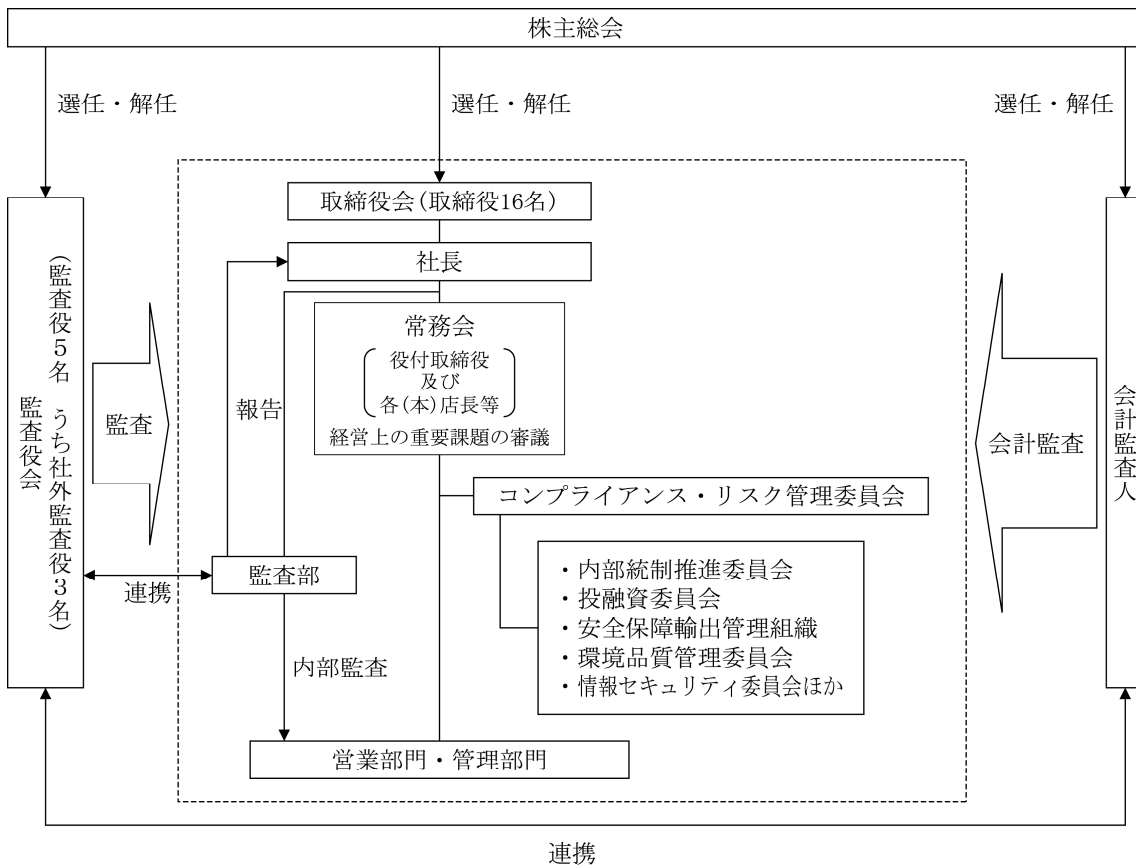 株主総会
選任・解任
選任・解任
選任・解任
取締役会(取締役16名)
社長
常務会
役付取締役
及び
各(本)店長等
経営上の重要課題の審議
報告
監査役会
(監査役5名 うち社外監査役3名)
監査
会計監査
会計監査人
コンプライアンス・リスク管理委員会
監査部
連携
・内部統制推進委員会
・投融資委員会
・安全保障輸出管理組織
・環境品質管理委員会
・情報セキュリティ委員会ほか
内部監査
営業部門・管理部門
連携